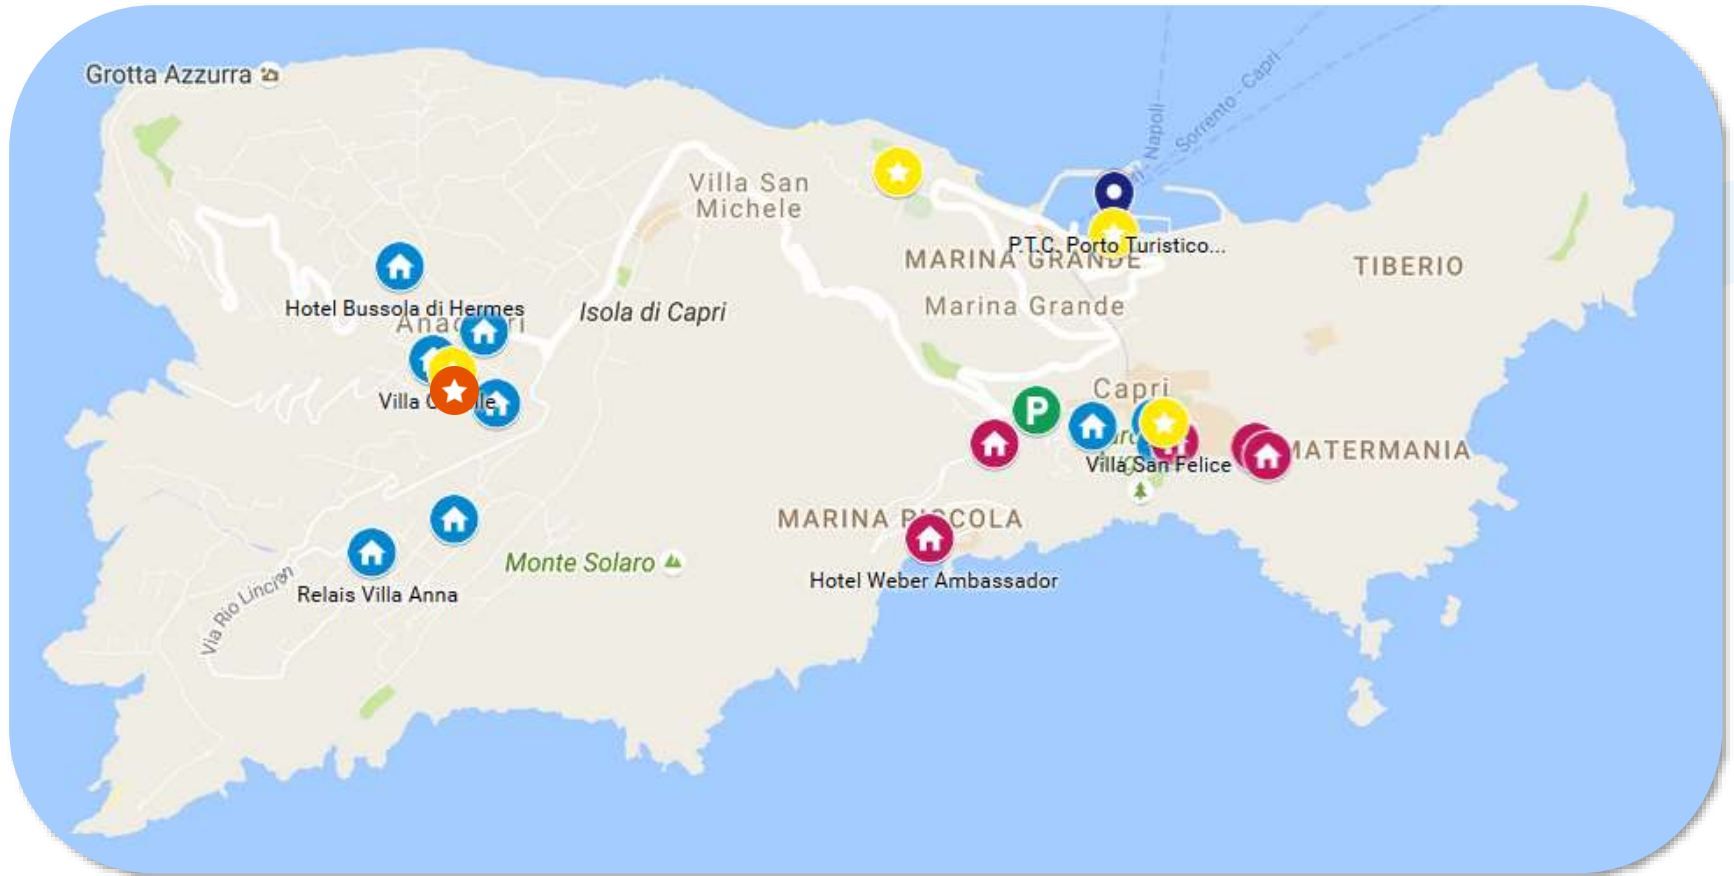 Grotta Azzurra
Napoli
Sorrento - Capri
Villa San
Michele
P.T.C. Porto Turistico...
MARINA GRANDE
TIBERIO
Marina Grande
Hotel Bussola di Hermes
Isola di Capri
Capri
Villa
MARINA
Villa San Felice
MATERMANIA
Monte Solaro
Hotel Weber Ambassador
Via Rio Linciano
Relais Villa Anna
P